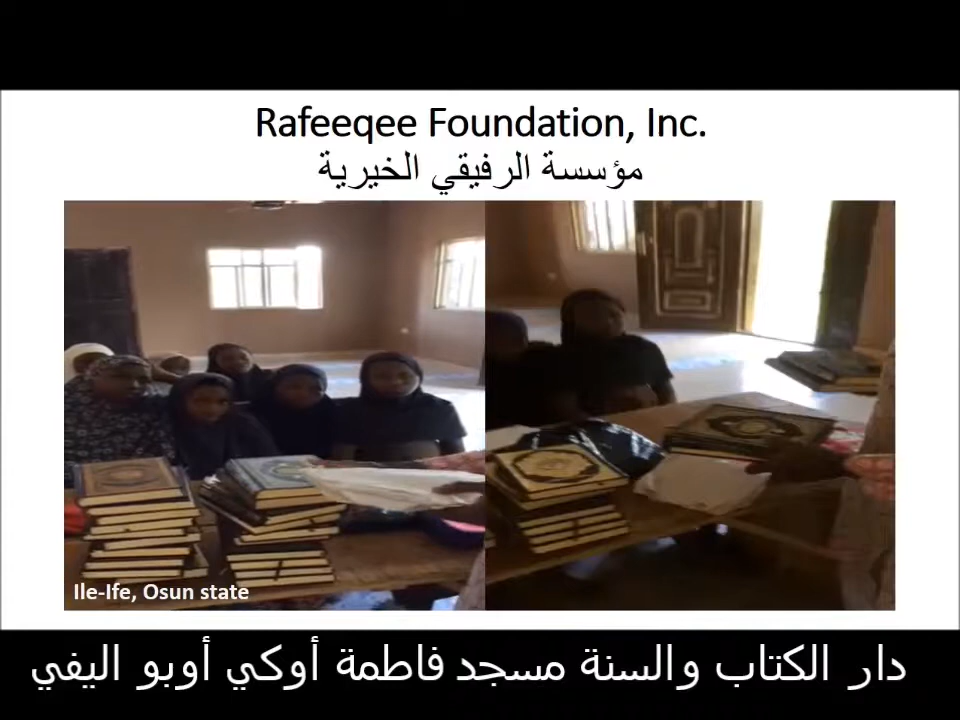 Rafeeqee Foundation, Inc.
مؤسسة الرفيقي الخيرية
Ile-Ife, Osun state
دار الكتاب والسنة مسجد فاطمة أوكي أوبو اليفي